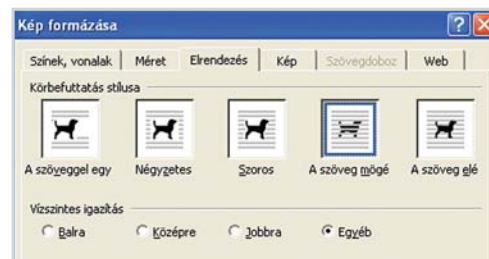 Kép formázása
Színek, vonalak Méret Elrendezés Kép Szövegdoboz Web
Körbefuttatás stílusa
A szöveggel egy Négyzetes Szoros A szöveg mögé A szöveg elé
Vízszintes igazítás
Balra Középre Jobbra Egyéb